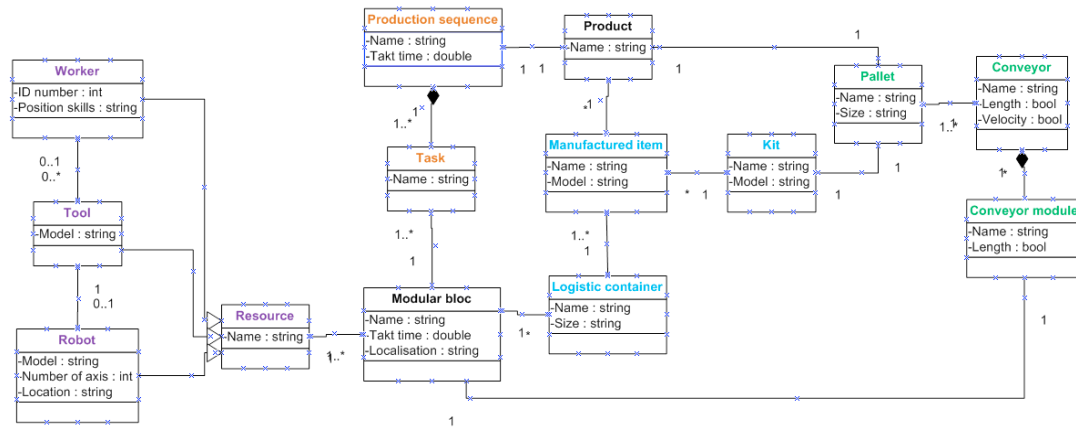 Production sequence
-Name : string
-Takt time : double
Product
-Name : string
1
1
1
1
1
Worker
-ID number : int
-Position skills : string
Pallet
-Name : string
-Size : string
Conveyor
-Name : string
-Length : bool
-Velocity : bool
1
1..*
1
1..*
*
1
Task
-Name : string
Manufactured item
-Name : string
-Model : string
Kit
-Name : string
-Model : string
*
1
1
1
1
*
0..1
0..*
Tool
-Model : string
Conveyor module
-Name : string
-Length : bool
1..*
1
1..*
1
1
0..1
Modular bloc
-Name : string
-Takt time : double
-Localisation : string
Logistic container
-Name : string
-Size : string
Resource
-Name : string
Robot
-Model : string
-Number of axis : int
-Location : string
1
1..*
1
*
1
1